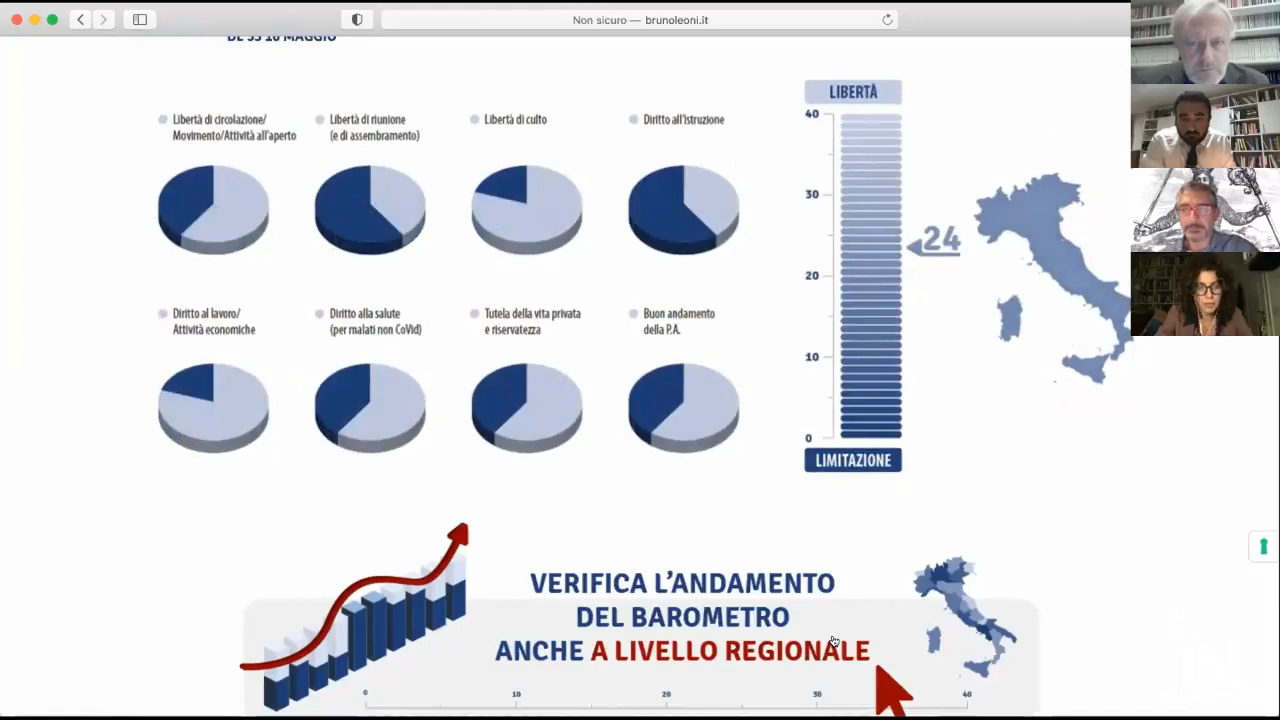 Non sicuro — brunoleoni.it
Libertà di circolazione/
Movimento/Attività all'aperto
Libertà di riunione
(e di assembramento)
Libertà di culto
Diritto all'istruzione
Diritto al lavoro/
Attività economiche
Diritto alla salute
(per malati non CoVid)
Tutela della vita privata
e riservatezza
Buon andamento
della P.A.
LIBERTÀ
40
30
24
20
10
0
LIMITAZIONE
VERIFICA L'ANDAMENTO
DEL BAROMETRO
ANCHE A LIVELLO REGIONALE
0 10 20 30 40
ibl